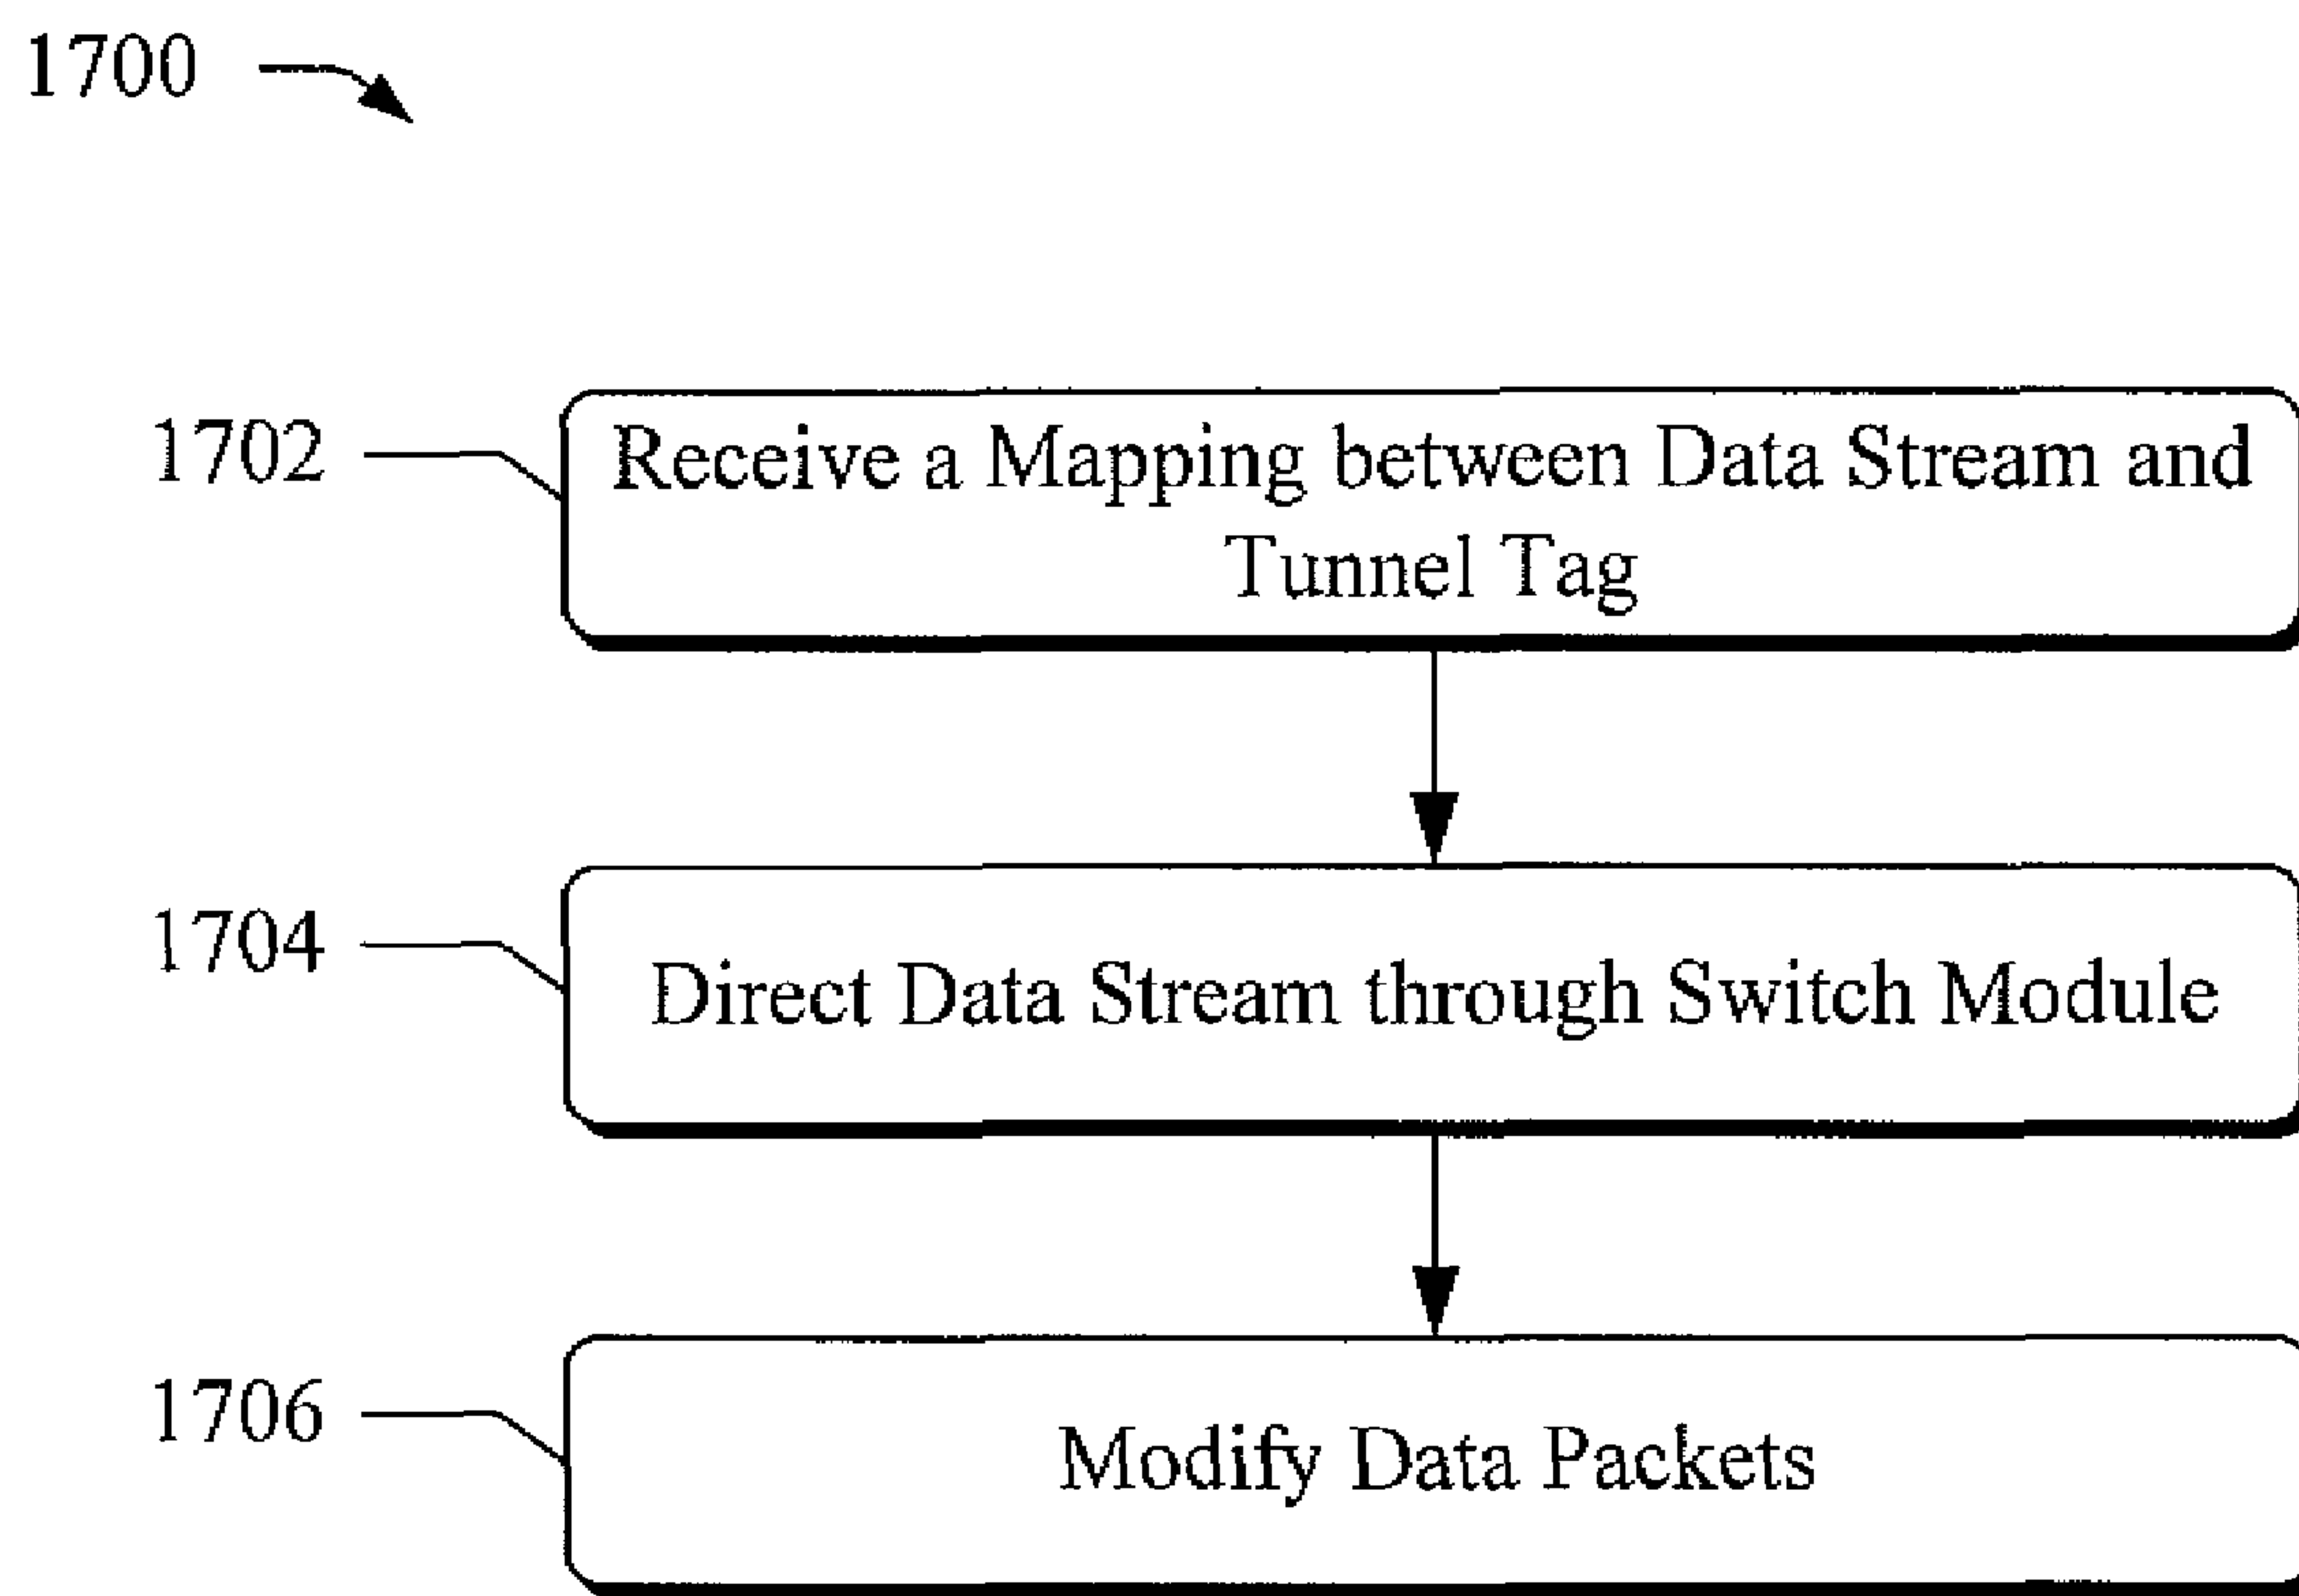 1700
1702
Receive a Mapping between Data Stream and
Tunnel Tag
1704
Direct Data Stream through Switch Module
1706
Modify Data Packets